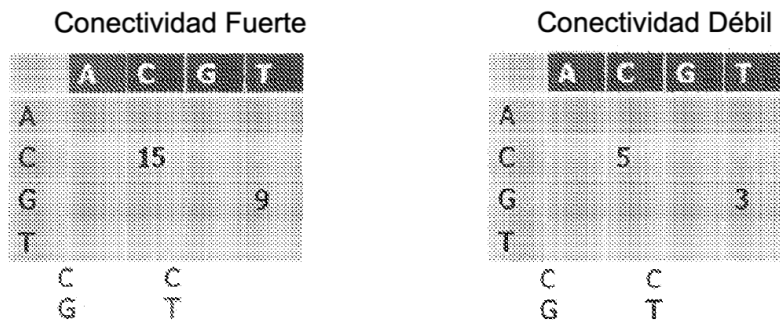 Conectividad Fuerte
A C G T
A
C 15
G 9
T
C C
G T
Conectividad Débil
A C G T
A
C 5
G 3
T
C C
G T